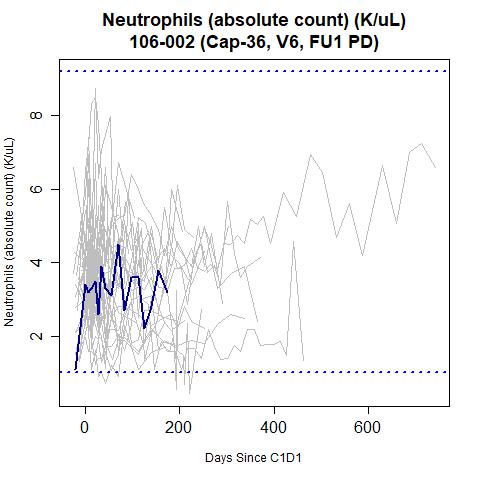 Neutrophils (absolute count) (K/uL)
106-002 (Cap-36, V6, FU1 PD)
Neutrophils (absolute count) (K/uL)
8
6
4
2
0 200 400 600
Days Since C1D1